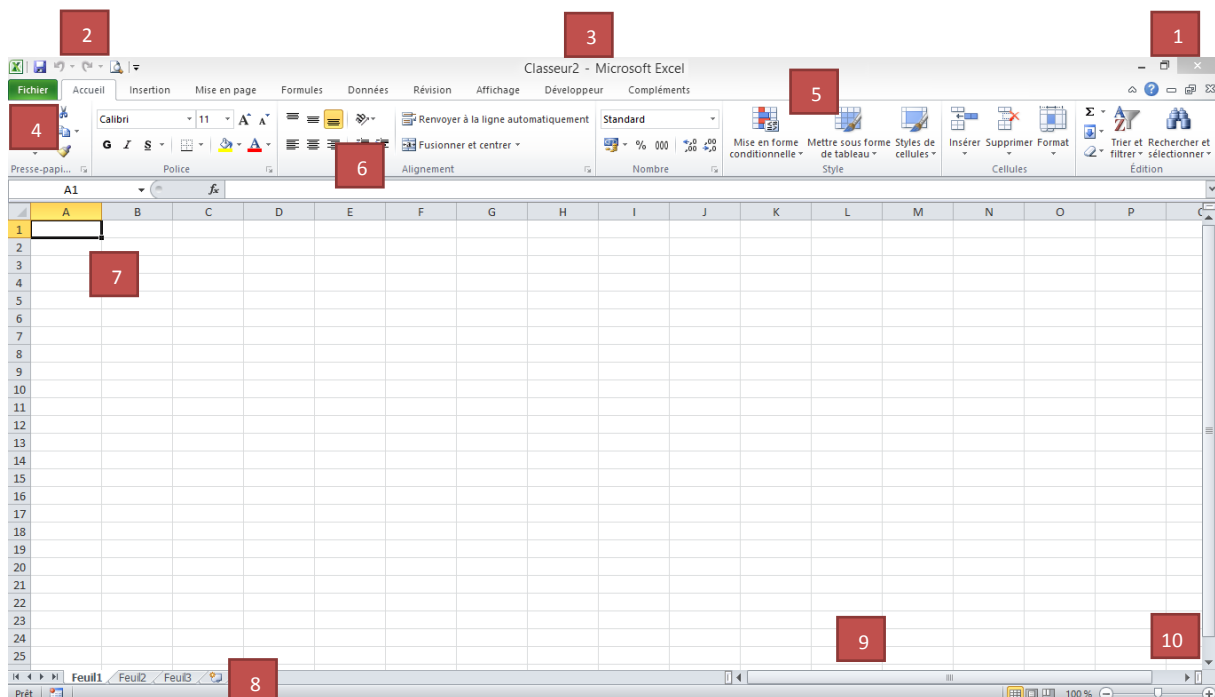 2 3 1
Classeur2 - Microsoft Excel
Fichier Accueil Insertion Mise en page Formules Données Révision Affichage Développeur Compléments
5
4
Calibri 11 Renvoyer à la ligne automatiquement Standard
G I S Fusionner et centrer % 000
Mise en forme conditionnelle Mettre sous forme de tableau Styles de cellules Insérer Supprimer Format Trier et filtrer Rechercher et sélectionner
6
Presse-papi... Police Alignement Nombre Style Cellules Édition
A1 fx
A B C D E F G H I J K L M N O P
1
2
3
7
4
5
6
7
8
9
10
11
12
13
14
15
16
17
18
19
20
21
22
23
9 10
24
25
Feuil1 Feuil2 Feuil3
8
Prêt 100 %